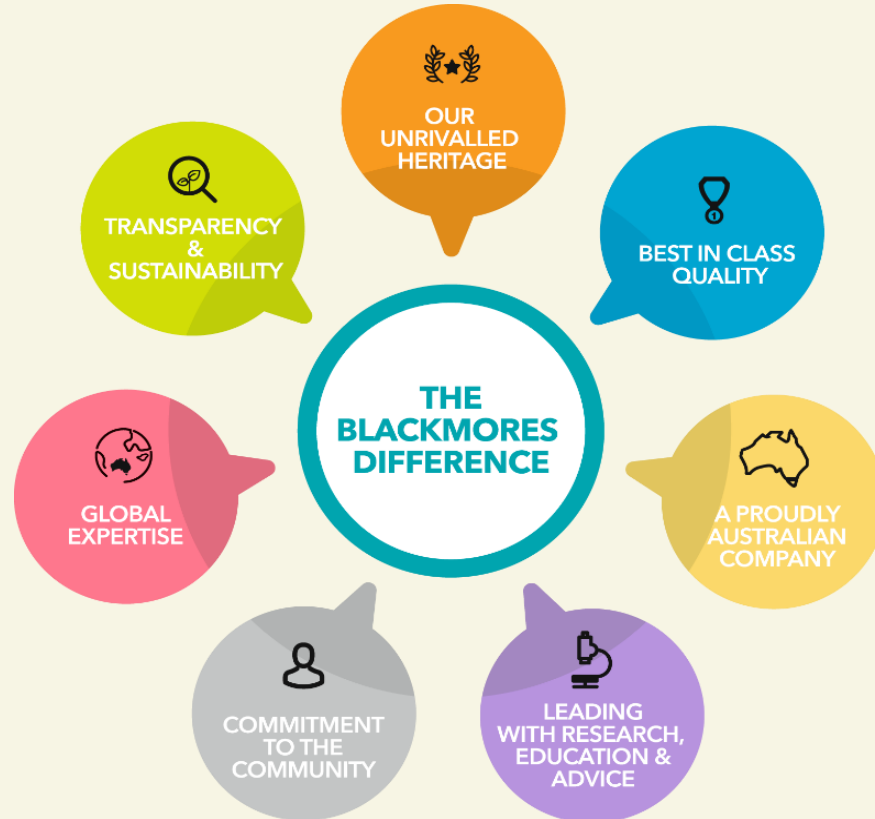 OUR
UNRIVALLED
HERITAGE
TRANSPARENCY
&
SUSTAINABILITY
1
BEST IN CLASS
QUALITY
THE
BLACKMORES
DIFFERENCE
GLOBAL
EXPERTISE
A PROUDLY
AUSTRALIAN
COMPANY
COMMITMENT
TO THE
COMMUNITY
LEADING
WITH RESEARCH,
EDUCATION &
ADVICE